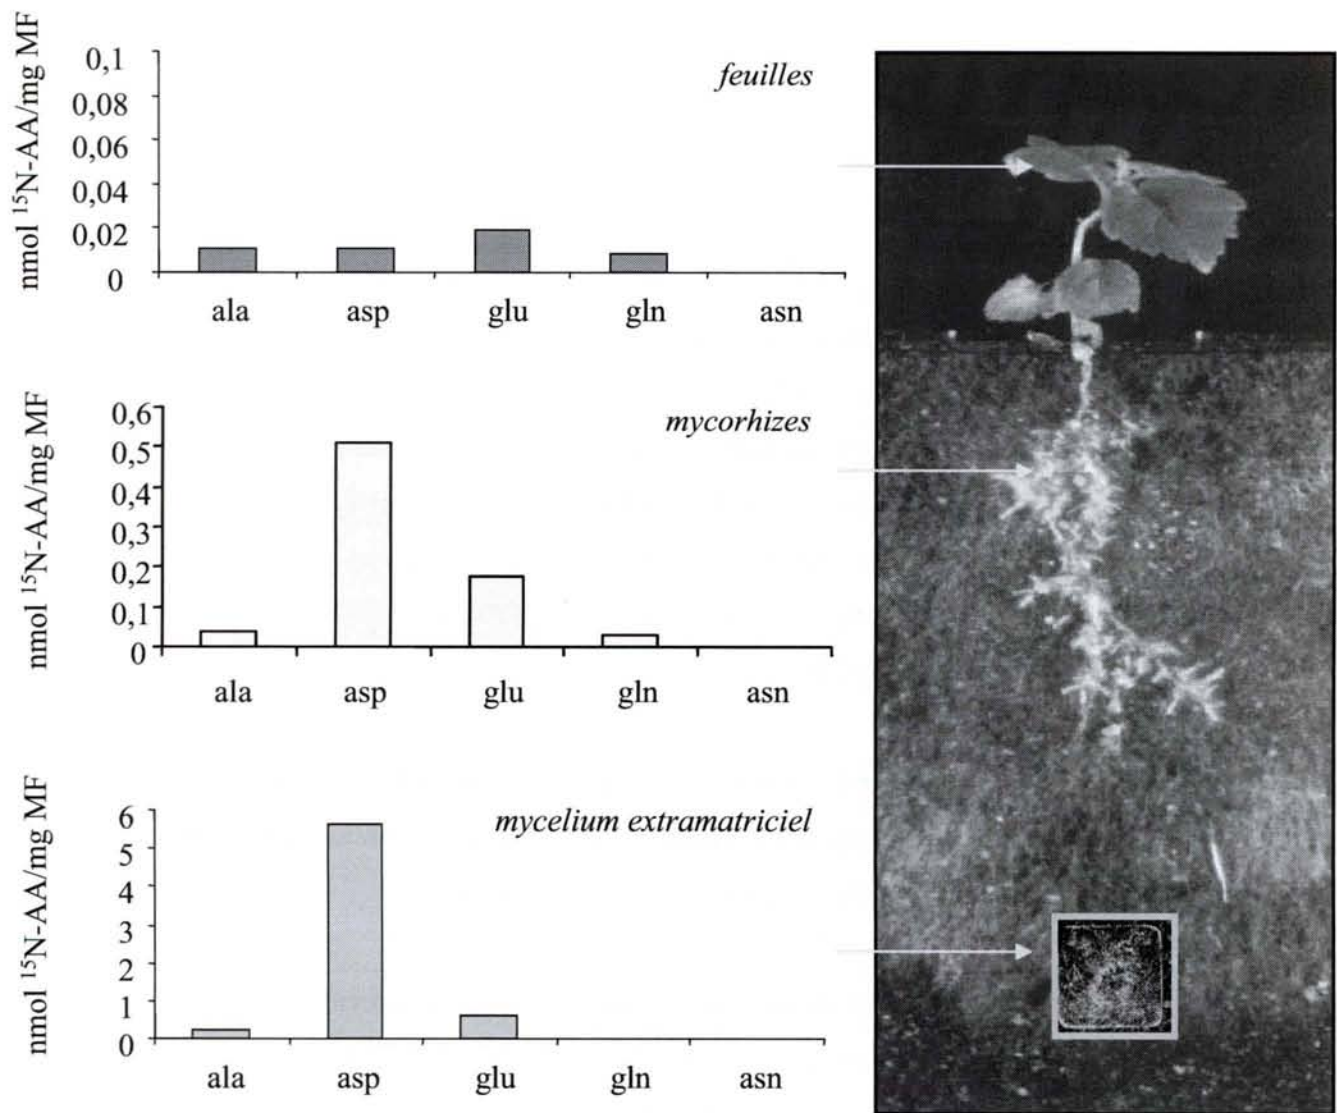 feuilles
nmol ¹⁵N-AA/mg MF
0,1
0,08
0,06
0,04
0,02
0
ala asp glu gln asn
mycorhizes
nmol ¹⁵N-AA/mg MF
0,6
0,5
0,4
0,3
0,2
0,1
0
ala asp glu gln asn
mycelium extramatriciel
nmol ¹⁵N-AA/mg MF
6
5
4
3
2
1
0
ala asp glu gln asn